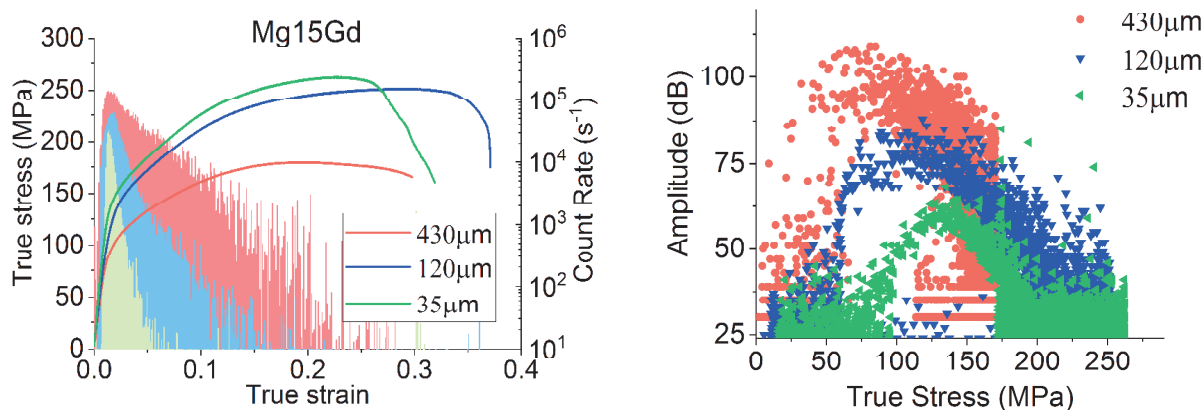 Mg15Gd
True stress (MPa)
300
250
200
150
100
50
0
0.0
0.1
0.2
0.3
0.4
True strain
10⁶
10⁵
10⁴
10³
10²
10¹
Count Rate (s⁻¹)
430μm
120μm
35μm
Amplitude (dB)
100
75
50
25
0
50
100
150
200
250
True Stress (MPa)
430μm
120μm
35μm